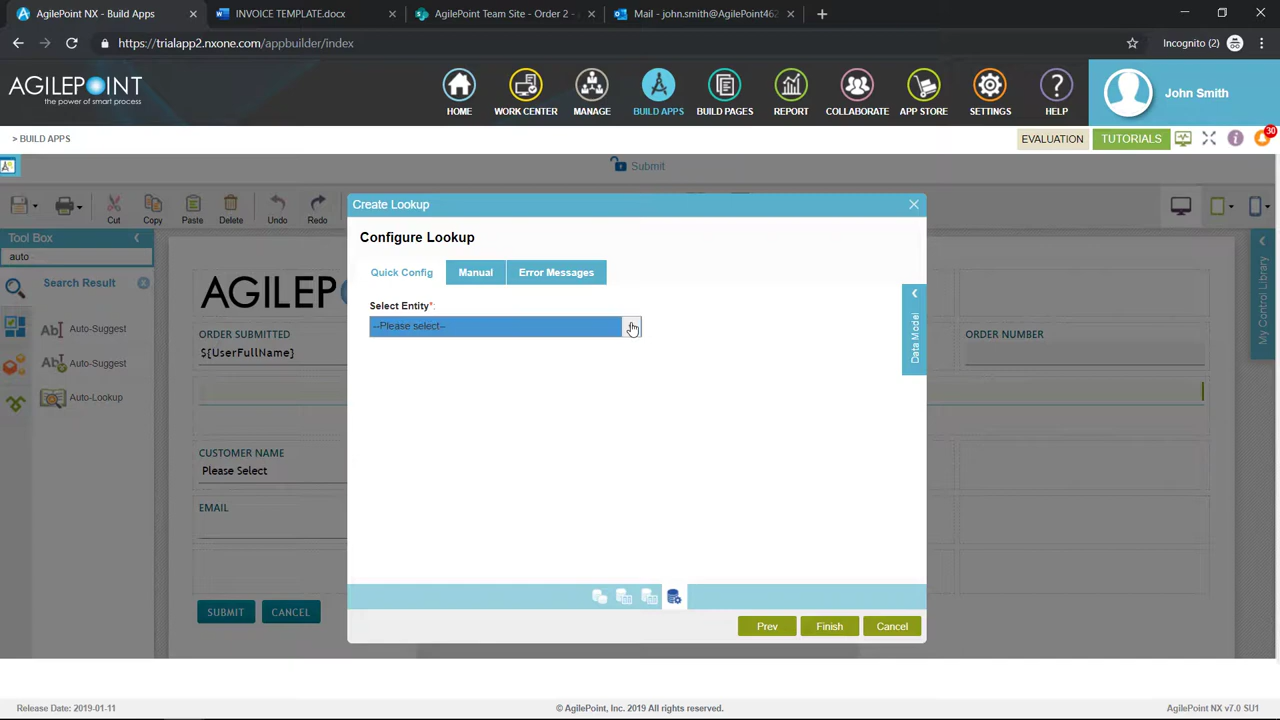 AgilePoint NX - Build Apps
INVOICE TEMPLATE.docx
AgilePoint Team Site - Order 2 -
Mail - john.smith@AgilePoint462
https://trialapp2.nxone.com/appbuilder/index
Incognito (2)
AGILEPOINT
the power of smart process
HOME
WORK CENTER
MANAGE
BUILD APPS
BUILD PAGES
REPORT
COLLABORATE
APP STORE
SETTINGS
HELP
John Smith
> BUILD APPS
EVALUATION
TUTORIALS
30
Submit
Cut
Copy
Paste
Delete
Undo
Redo
Tool Box
auto
Search Result
Auto-Suggest
Auto-Suggest
Auto-Lookup
AGILEP
ORDER SUBMITTED
${UserFullName}
ORDER NUMBER
CUSTOMER NAME
Please Select
EMAIL
SUBMIT
CANCEL
My Control Library
Create Lookup
Configure Lookup
Quick Config
Manual
Error Messages
Select Entity*:
--Please select--
Data Model
Prev
Finish
Cancel
Release Date: 2019-01-11
© AgilePoint, Inc. 2019 All rights reserved.
AgilePoint NX v7.0 SU1